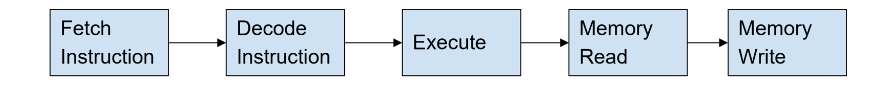 Fetch
Instruction
Decode
Instruction
Execute
Memory
Read
Memory
Write